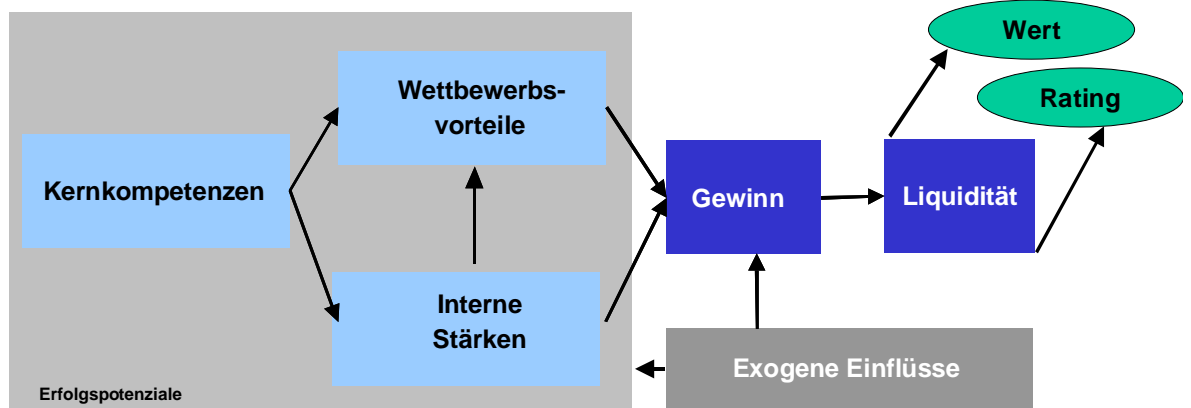 Wert
Rating
Wettbewerbs-
vorteile
Kernkompetenzen
Gewinn
Liquidität
Interne
Stärken
Exogene Einflüsse
Erfolgspotenziale